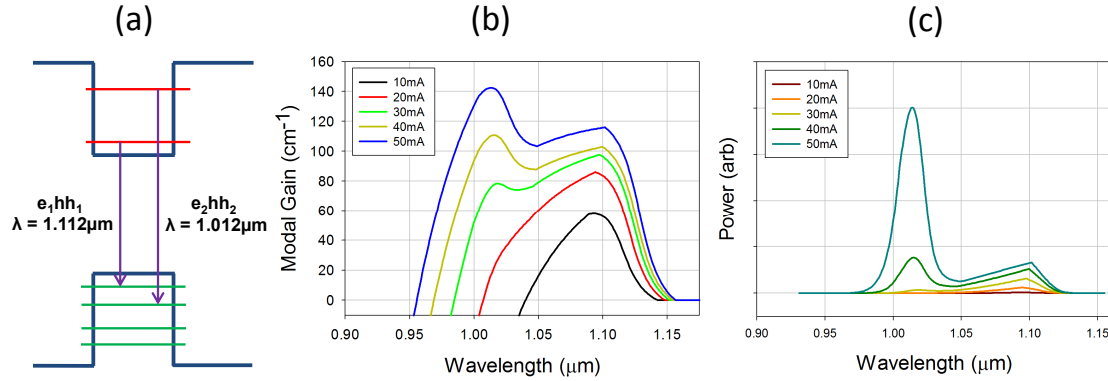 (a)
e₁hh₁
λ = 1.112μm
e₂hh₂
λ = 1.012μm
(b)
Modal Gain (cm⁻¹)
160
140
120
100
80
60
40
20
0
10mA
20mA
30mA
40mA
50mA
0.90
0.95
1.00
1.05
1.10
Wavelength (μm)
(c)
Power (arb)
10mA
20mA
30mA
40mA
50mA
0.90
0.95
1.00
1.05
1.10
1.15
Wavelength (μm)